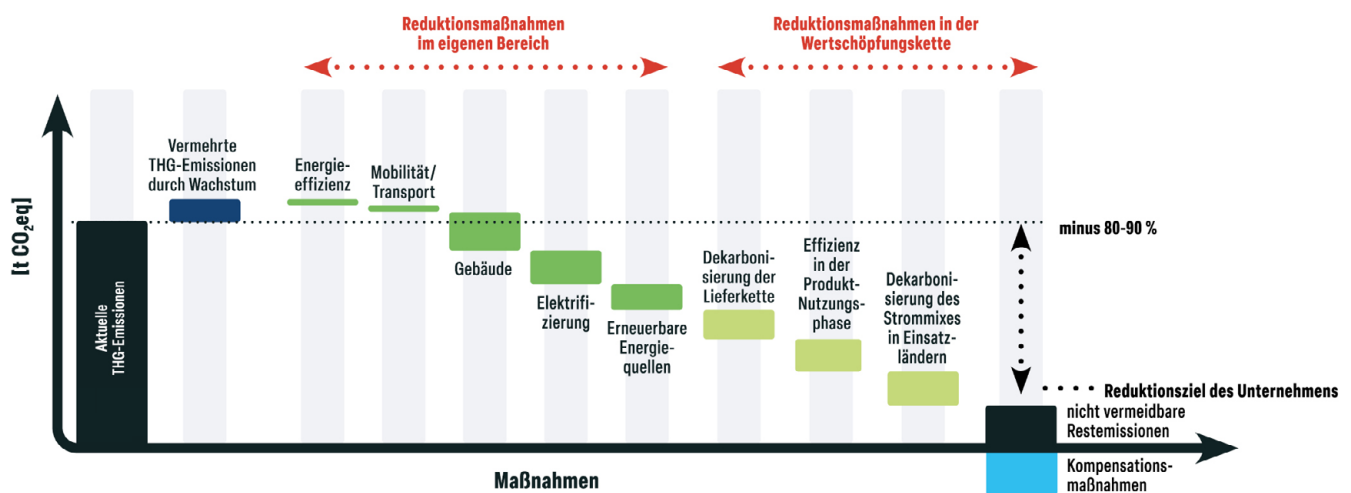 Reduktionsmaßnahmen
im eigenen Bereich
Reduktionsmaßnahmen in der
Wertschöpfungskette
[t CO₂eq]
Aktuelle
THG-Emissionen
Vermehrte
THG-Emissionen
durch Wachstum
Energie-
effizienz
Mobilität/
Transport
Gebäude
Elektrifi-
zierung
Erneuerbare
Energie-
quellen
Dekarboni-
sierung der
Lieferkette
Effizienz
in der
Produkt-
Nutzungs-
phase
Dekarboni-
sierung des
Strommixes
in Einsatz-
ländern
minus 80-90 %
Reduktionsziel des Unternehmens
nicht vermeidbare
Restemissionen
Kompensations-
maßnahmen
Maßnahmen